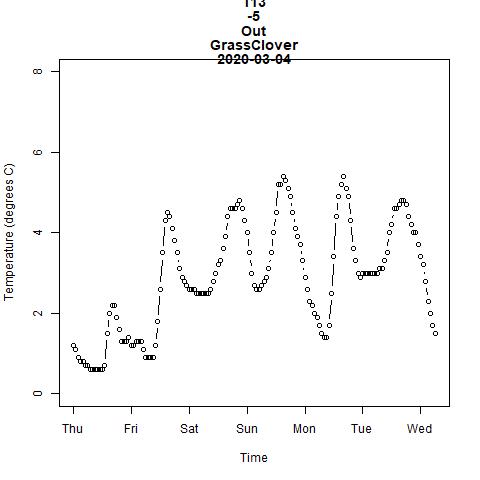 T13
-5
Out
GrassClover
2020-03-04
8
6
4
2
0
Temperature (degrees C)
Thu Fri Sat Sun Mon Tue Wed
Time